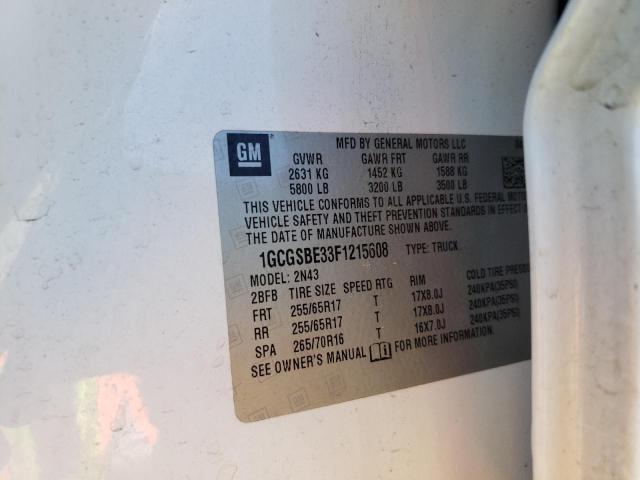 GM
MFD BY GENERAL MOTORS LLC
GVWR GAWR FRT GAWR RR
2631 KG 1452 KG 1588 KG
5800 LB 3200 LB 3500 LB
THIS VEHICLE CONFORMS TO ALL APPLICABLE U.S. FEDERAL MOTOR
VEHICLE SAFETY AND THEFT PREVENTION STANDARDS IN EFFECT
THE DATE OF MANUFACTURE SHOWN ABOVE.
1GCGSBE33F1215608 TYPE: TRUCK
MODEL: 2N43
2BFB TIRE SIZE SPEED RTG RIM COLD TIRE
FRT 255/65R17 T 17X8.0J 240KPA(35PSI)
RR 255/65R17 T 17X8.0J 240KPA(35PSI)
SPA 265/70R16 T 16X7.0J 240KPA(35PSI)
SEE OWNER'S MANUAL FOR MORE INFORMATION.